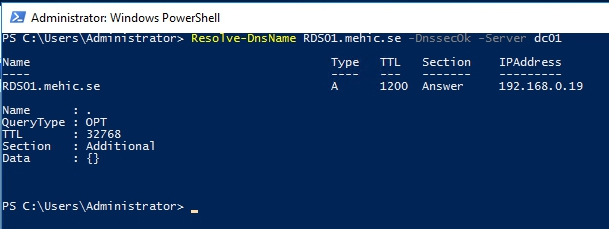 Administrator: Windows PowerShell
PS C:\Users\Administrator> Resolve-DnsName RDS01.mehic.se -DnssecOk -Server dc01
Name Type TTL Section IPAddress
---- ---- --- ------- ---------
RDS01.mehic.se A 1200 Answer 192.168.0.19
Name : .
QueryType : OPT
TTL : 32768
Section : Additional
Data : {}
PS C:\Users\Administrator> _